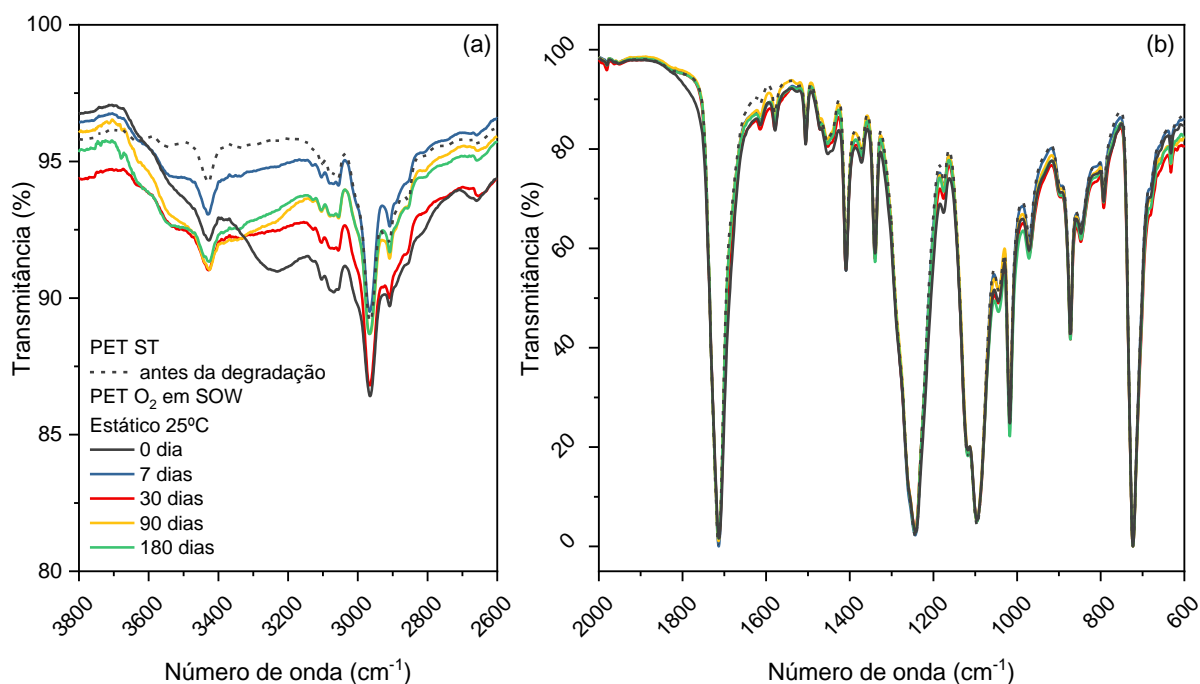 (a)
100
95
90
85
80
Transmitância (%)
PET ST
antes da degradação
PET O₂ em SOW
Estático 25ºC
0 dia
7 dias
30 dias
90 dias
180 dias
3800
3600
3400
3200
3000
2800
2600
Número de onda (cm⁻¹)
(b)
100
80
60
40
20
0
Transmitância (%)
2000
1800
1600
1400
1200
1000
800
600
Número de onda (cm⁻¹)